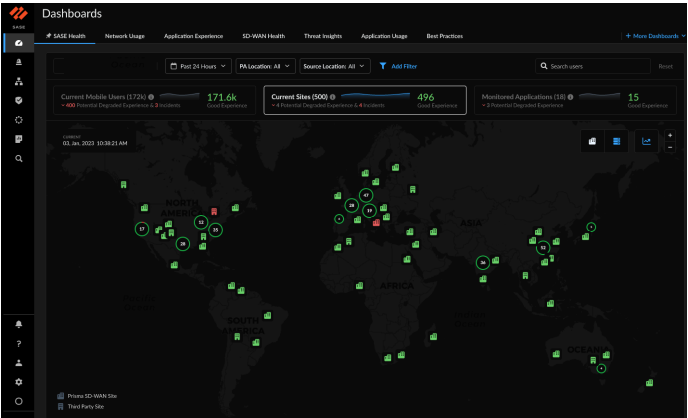 Dashboards
SASE
SASE Health Network Usage Application Experience SD-WAN Health Threat Insights Application Usage Best Practices + More Dashboards
Past 24 Hours PA Location: All Source Location: All Add Filter Search users Reset
Current Mobile Users (172k) 171.6k
400 Potential Degraded Experience & 3 Incidents Good Experience
Current Sites (500) 496
4 Potential Degraded Experience & 4 Incidents Good Experience
Monitored Applications (18) 15
3 Potential Degraded Experience Good Experience
CURRENT
03, Jan, 2023 10:38:21 AM
+
−
47
NORTH AMERICA
28
19
12
17
35
ASIA
28
52
36
AFRICA
SOUTH AMERICA
OCEANIA
Prisma SD-WAN Site
Third Party Site
?